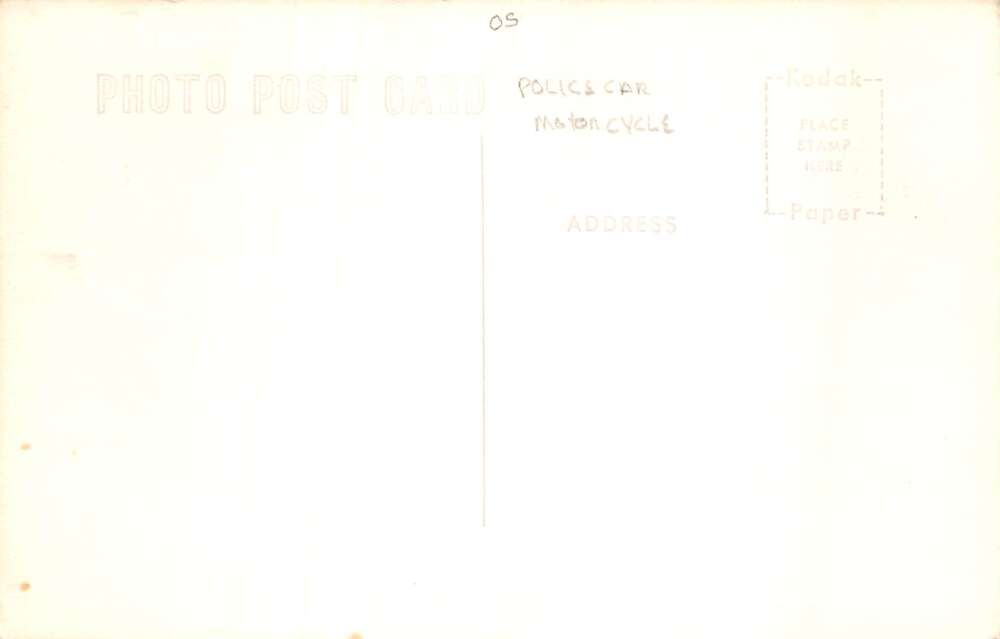 OS
PHOTO POST CARD
POLICE CAR
MOTOR CYCLE
--Kodak--
PLACE
STAMP
HERE
--Paper--
ADDRESS